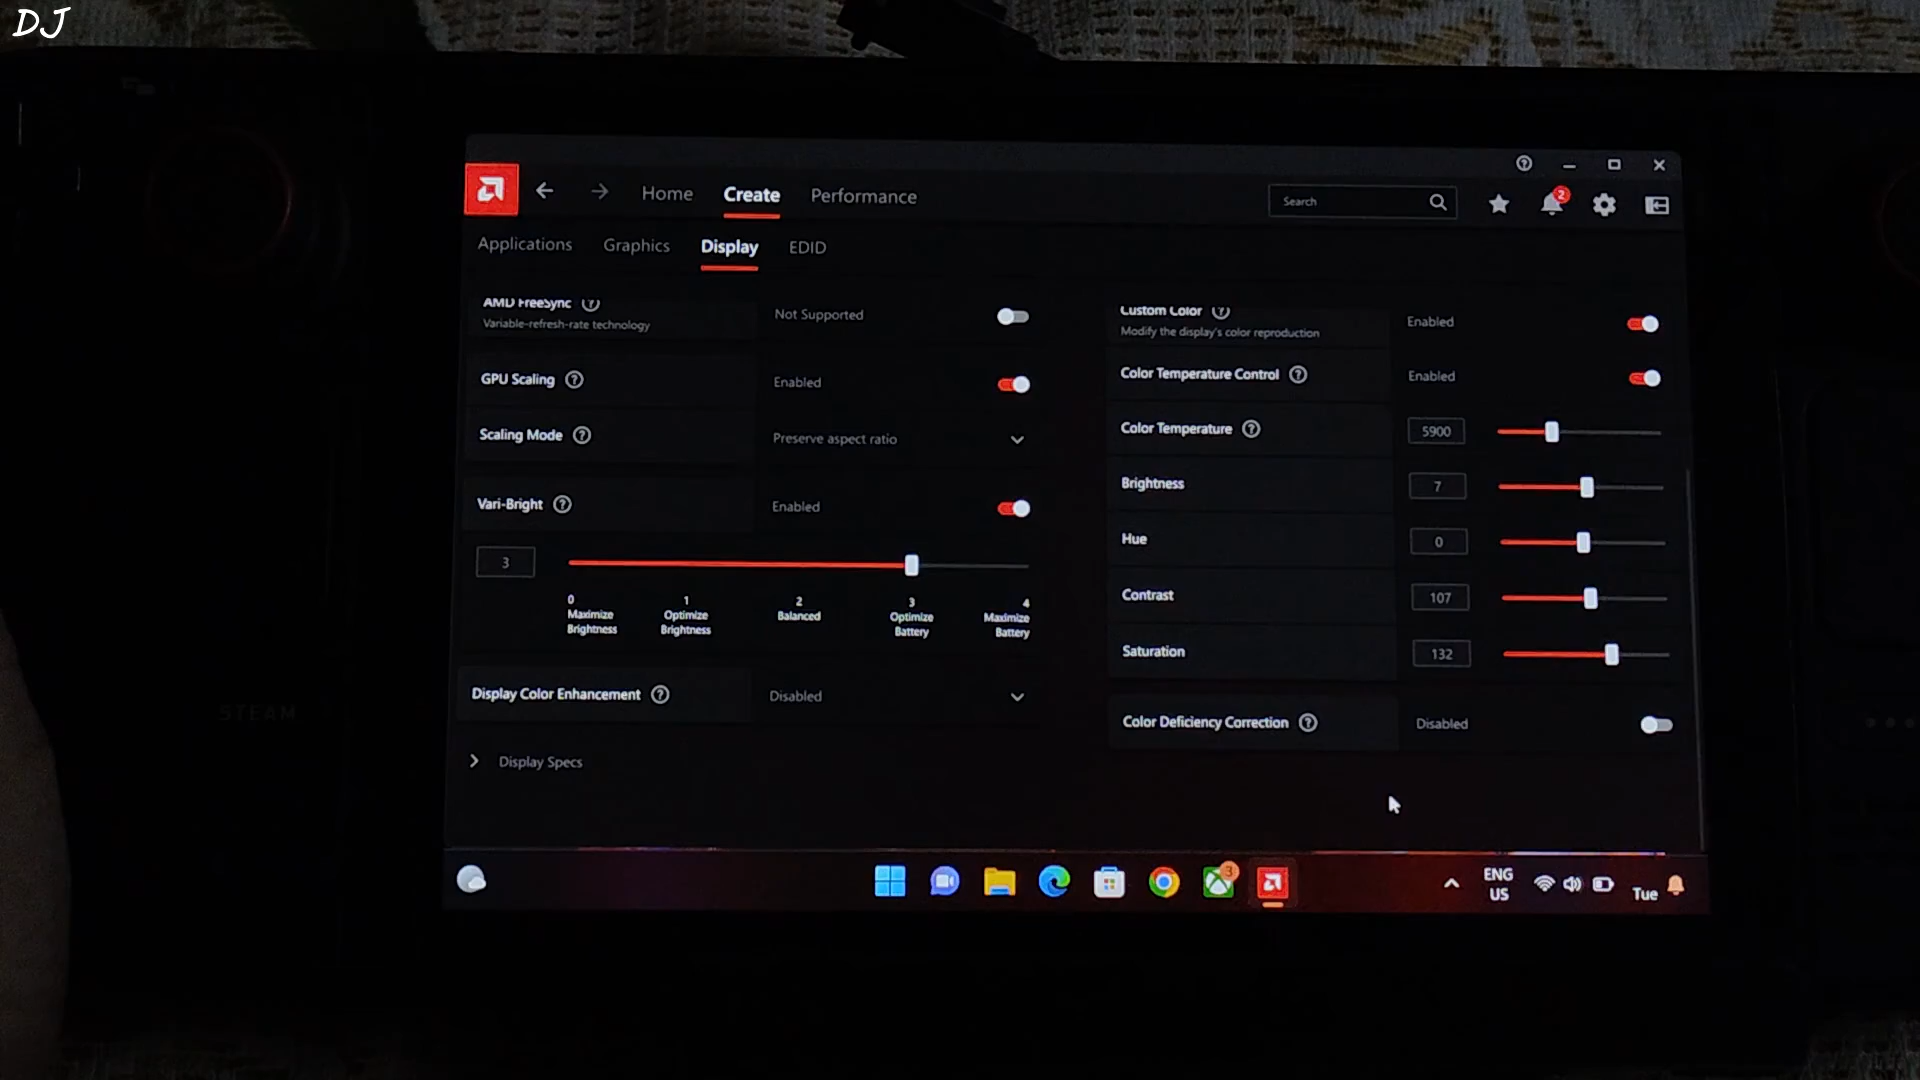 DJ
Home Create Performance
Search
2
Applications Graphics Display EDID
AMD FreeSync
Variable-refresh-rate technology
Not Supported
GPU Scaling
Enabled
Scaling Mode
Preserve aspect ratio
Vari-Bright
Enabled
3
0 Maximize Brightness
1 Optimize Brightness
2 Balanced
3 Optimize Battery
4 Maximize Battery
Display Color Enhancement
Disabled
Display Specs
Custom Color
Modify the display's color reproduction
Enabled
Color Temperature Control
Enabled
Color Temperature
5900
Brightness
7
Hue
0
Contrast
107
Saturation
132
Color Deficiency Correction
Disabled
STEAM
3
ENG
US
Tue